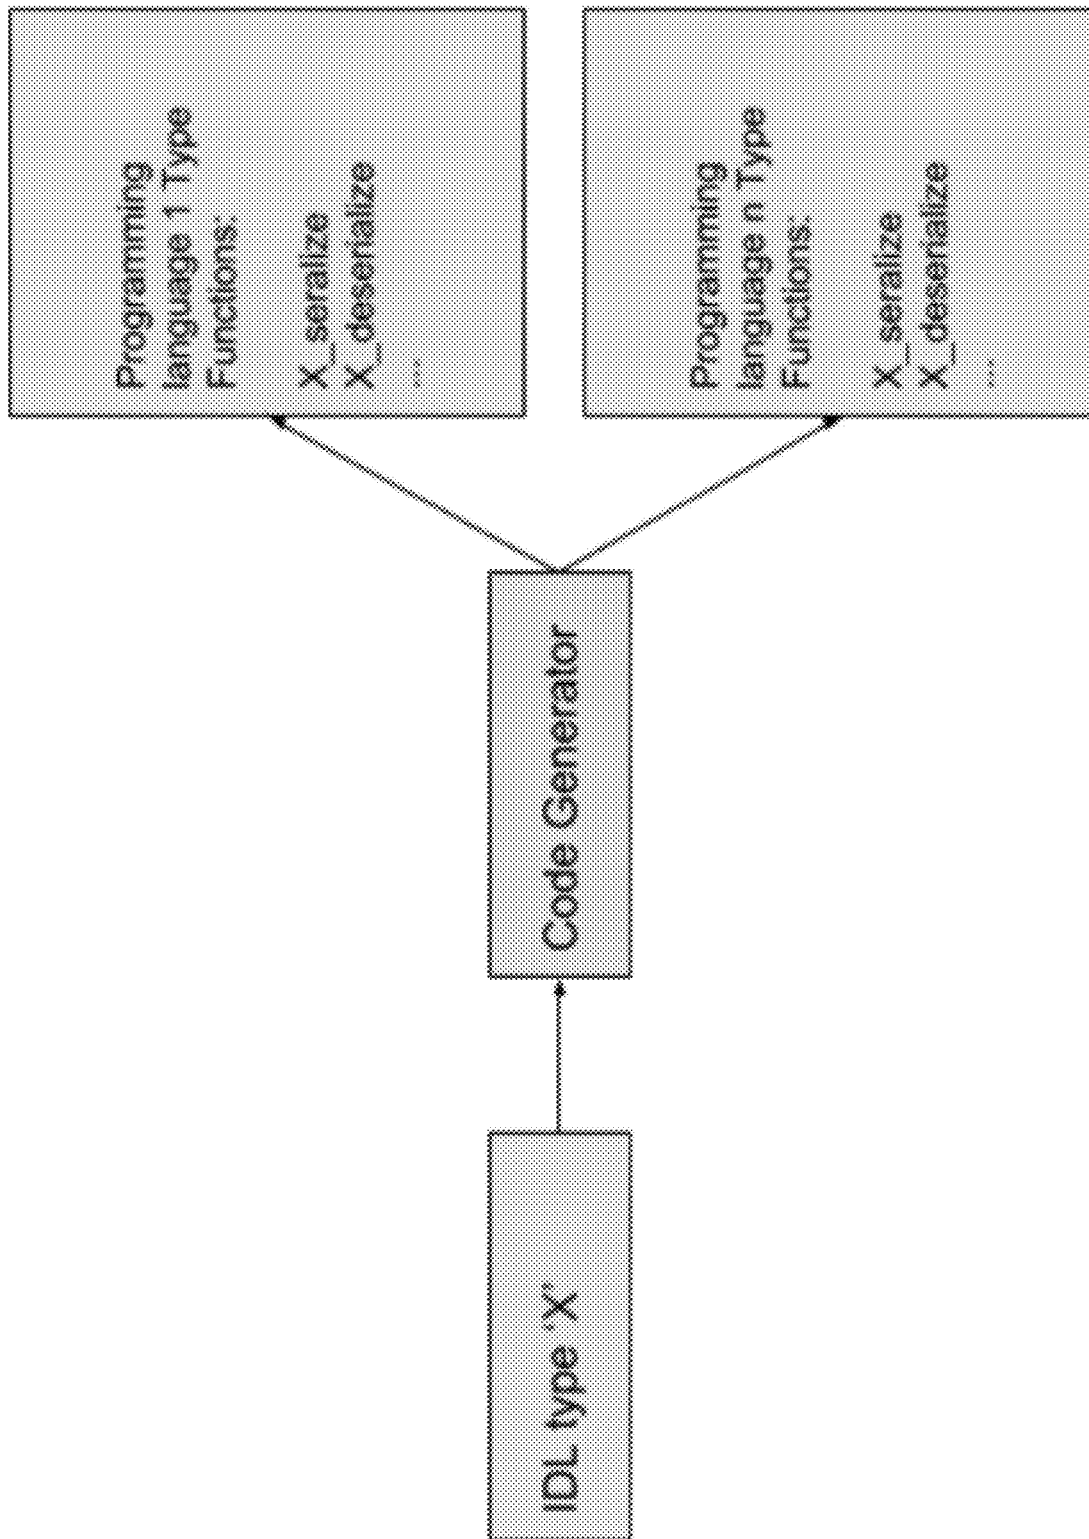 IDL type ‘X’
Code Generator
Programming
language 1 Type
Functions:
X_seralize
X_deserialize
...
Programming
language n Type
Functions:
X_seralize
X_deserialize
...